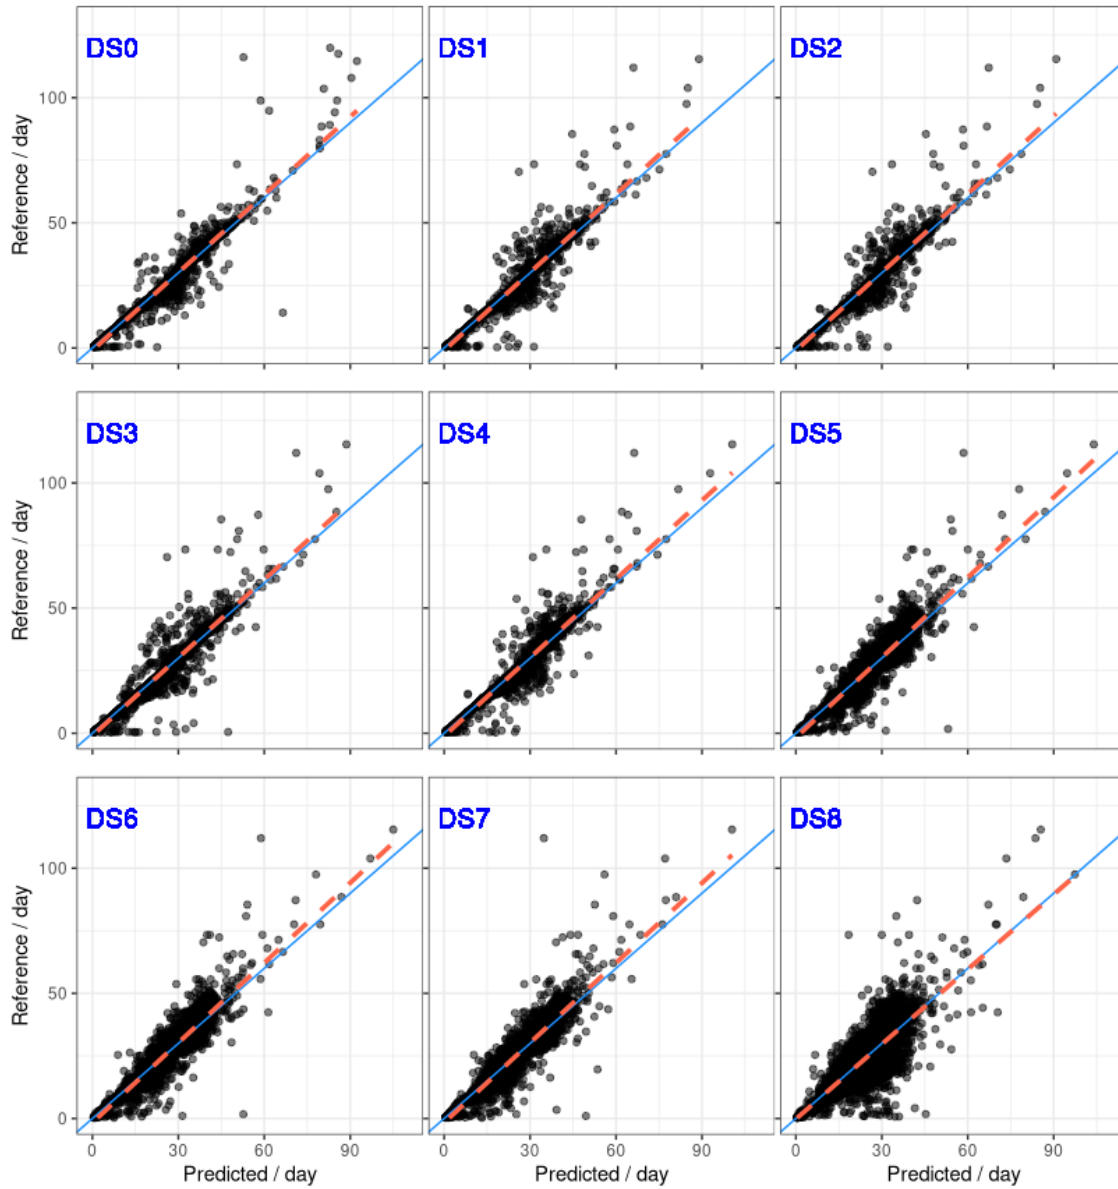 DS0
DS1
DS2
100
50
0
Reference / day
DS3
DS4
DS5
100
50
0
Reference / day
DS6
DS7
DS8
100
50
0
Reference / day
0 30 60 90
0 30 60 90
0 30 60 90
Predicted / day
Predicted / day
Predicted / day